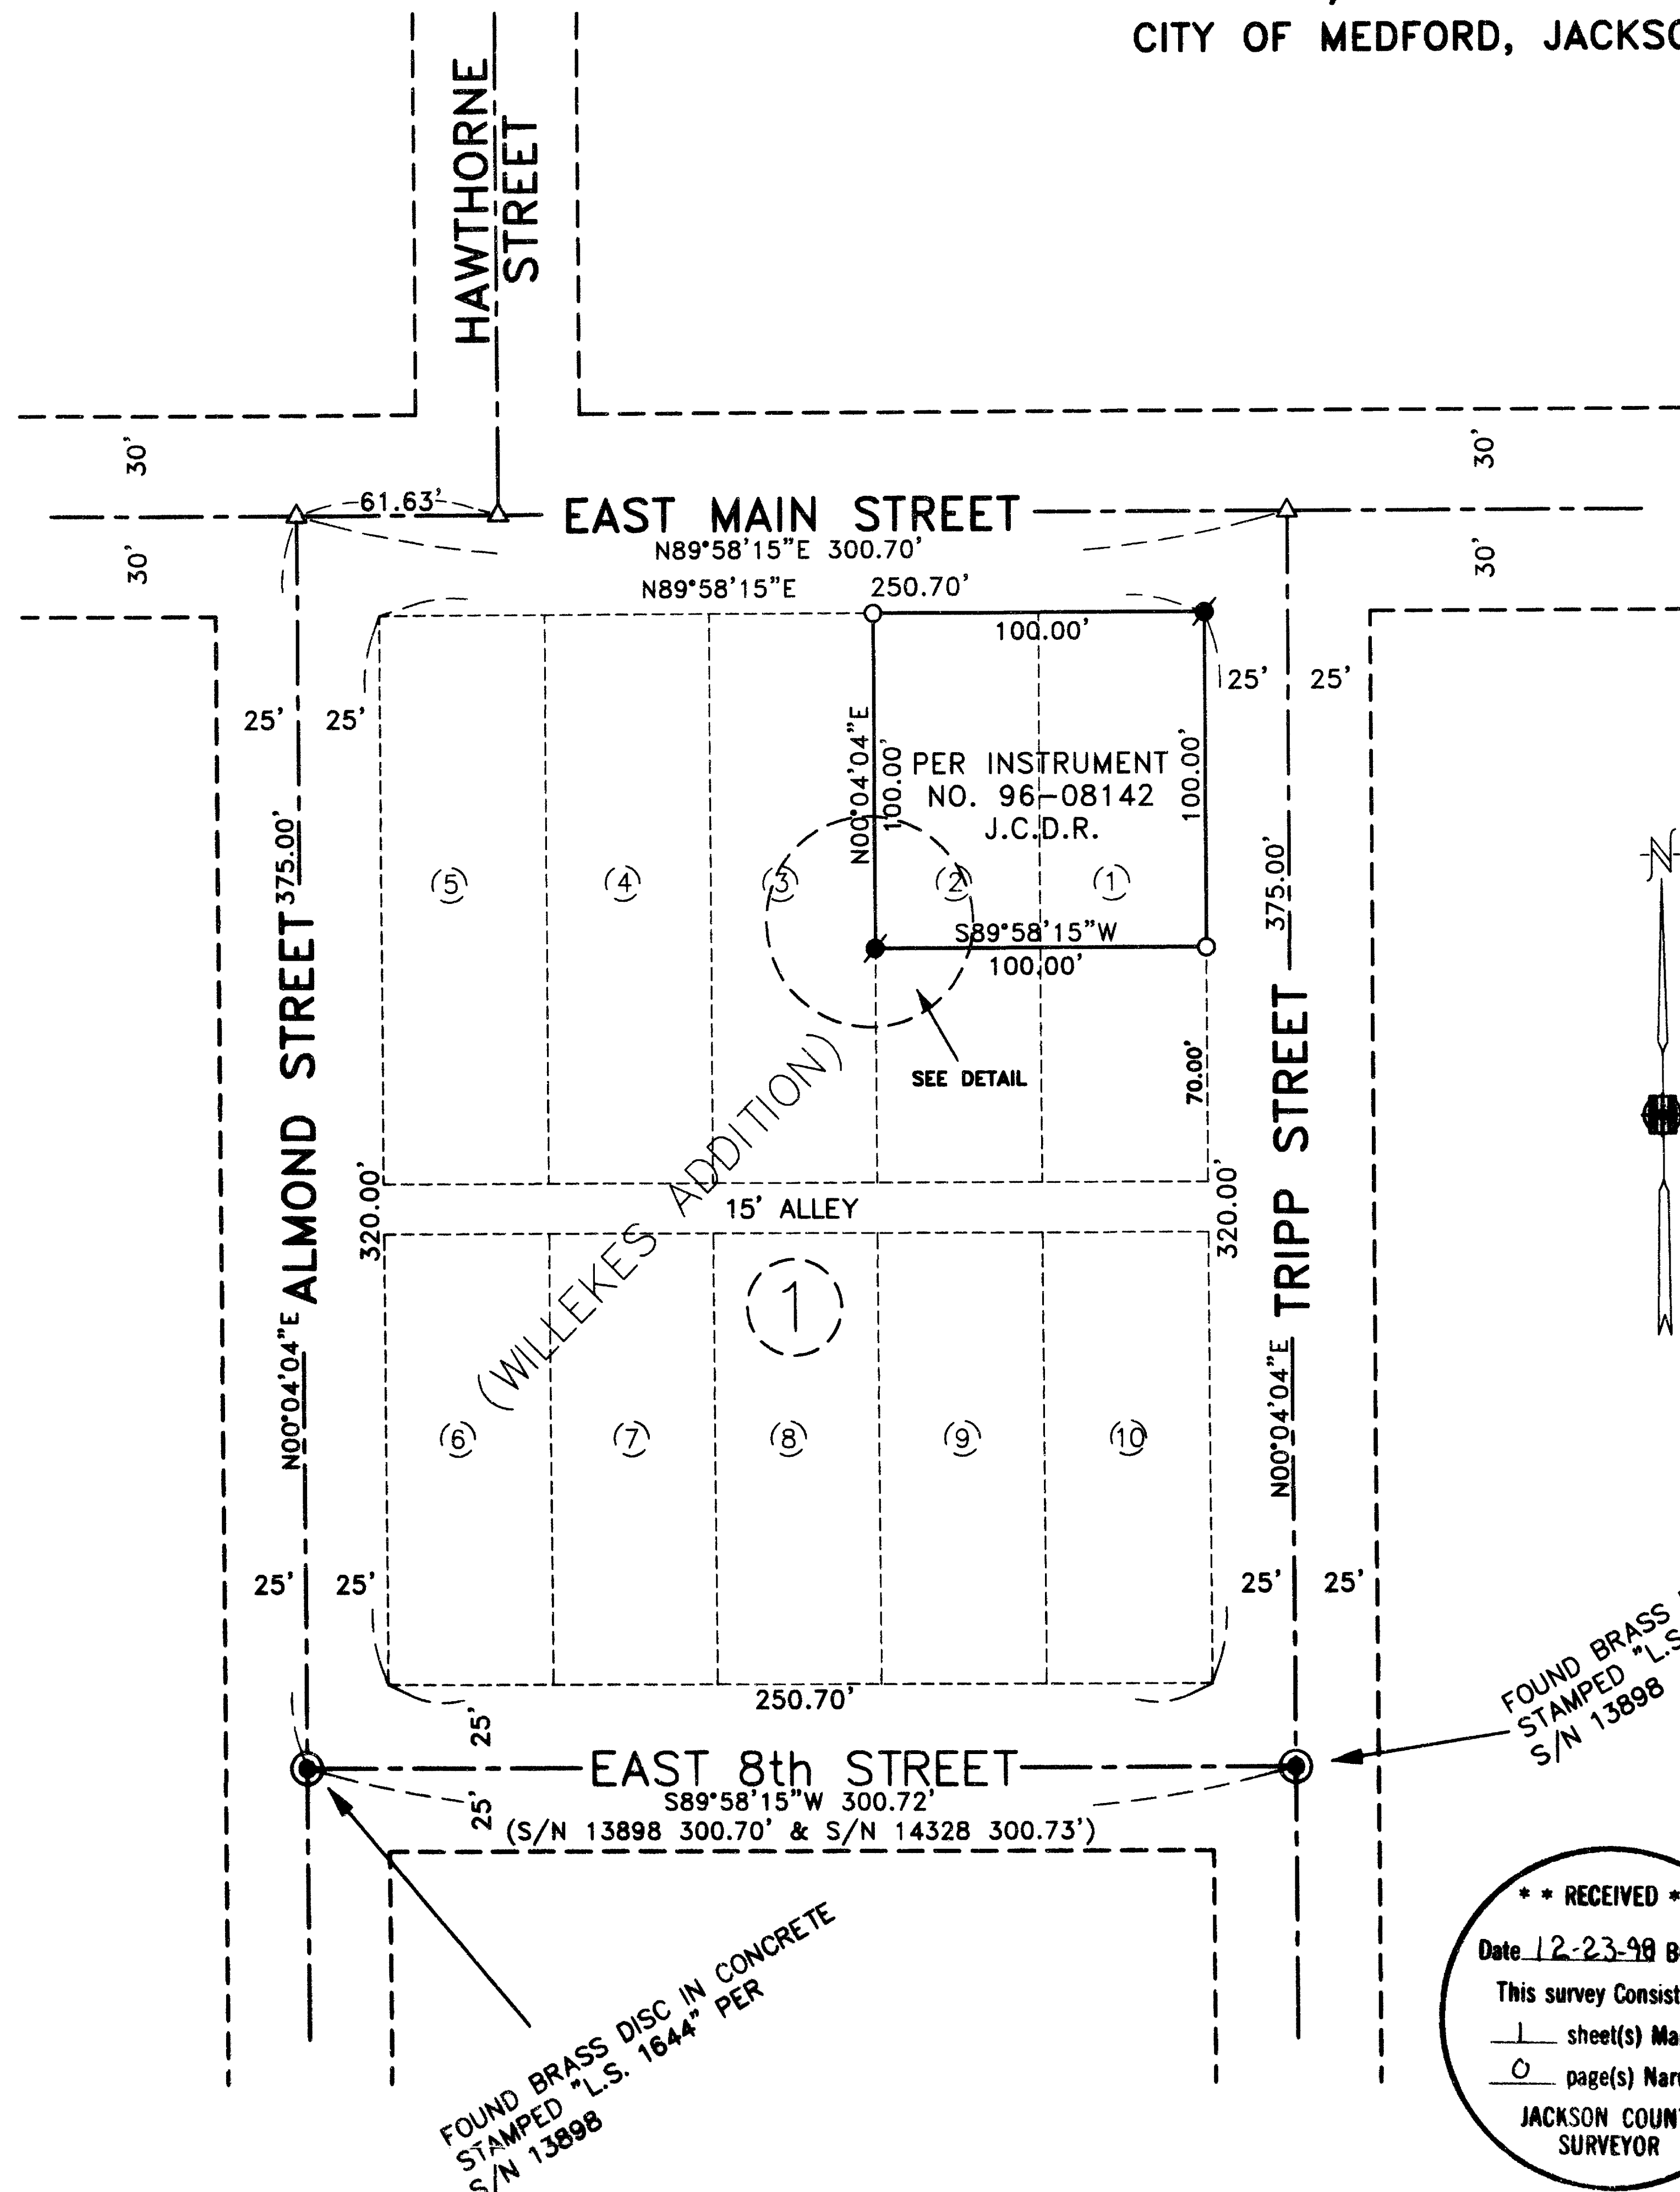 CITY OF MEDFORD, JACKSO
HAWTHORNE
STREET
30'
30'
61.63'
EAST MAIN STREET
30'
30'
N89°58'15"E 300.70'
N89°58'15"E 250.70'
100.00'
25'
25'
25'
25'
N00°04'04"E
100.00'
PER INSTRUMENT
NO. 96-08142
J.C.D.R.
100.00'
375.00'
375.00'
5
4
3
2
1
S89°58'15"W
100.00'
N
SEE DETAIL
70.00'
ALMOND STREET
TRIPP STREET
(WILLEKES ADDITION)
320.00'
15' ALLEY
320.00'
1
N00°04'04"E
N00°04'04"E
6
7
8
9
10
25'
25'
25'
25'
250.70'
25'
EAST 8th STREET
25'
S89°58'15"W 300.72'
(S/N 13898 300.70' & S/N 14328 300.73')
FOUND BRASS
STAMPED "L.S
S/N 13898
FOUND BRASS DISC IN CONCRETE
STAMPED "L.S. 1644" PER
S/N 13898
* * RECEIVED *
Date 12-23-98 B
This survey Consist
1 sheet(s) Ma
0 page(s) Nar
JACKSON COUN
SURVEYOR